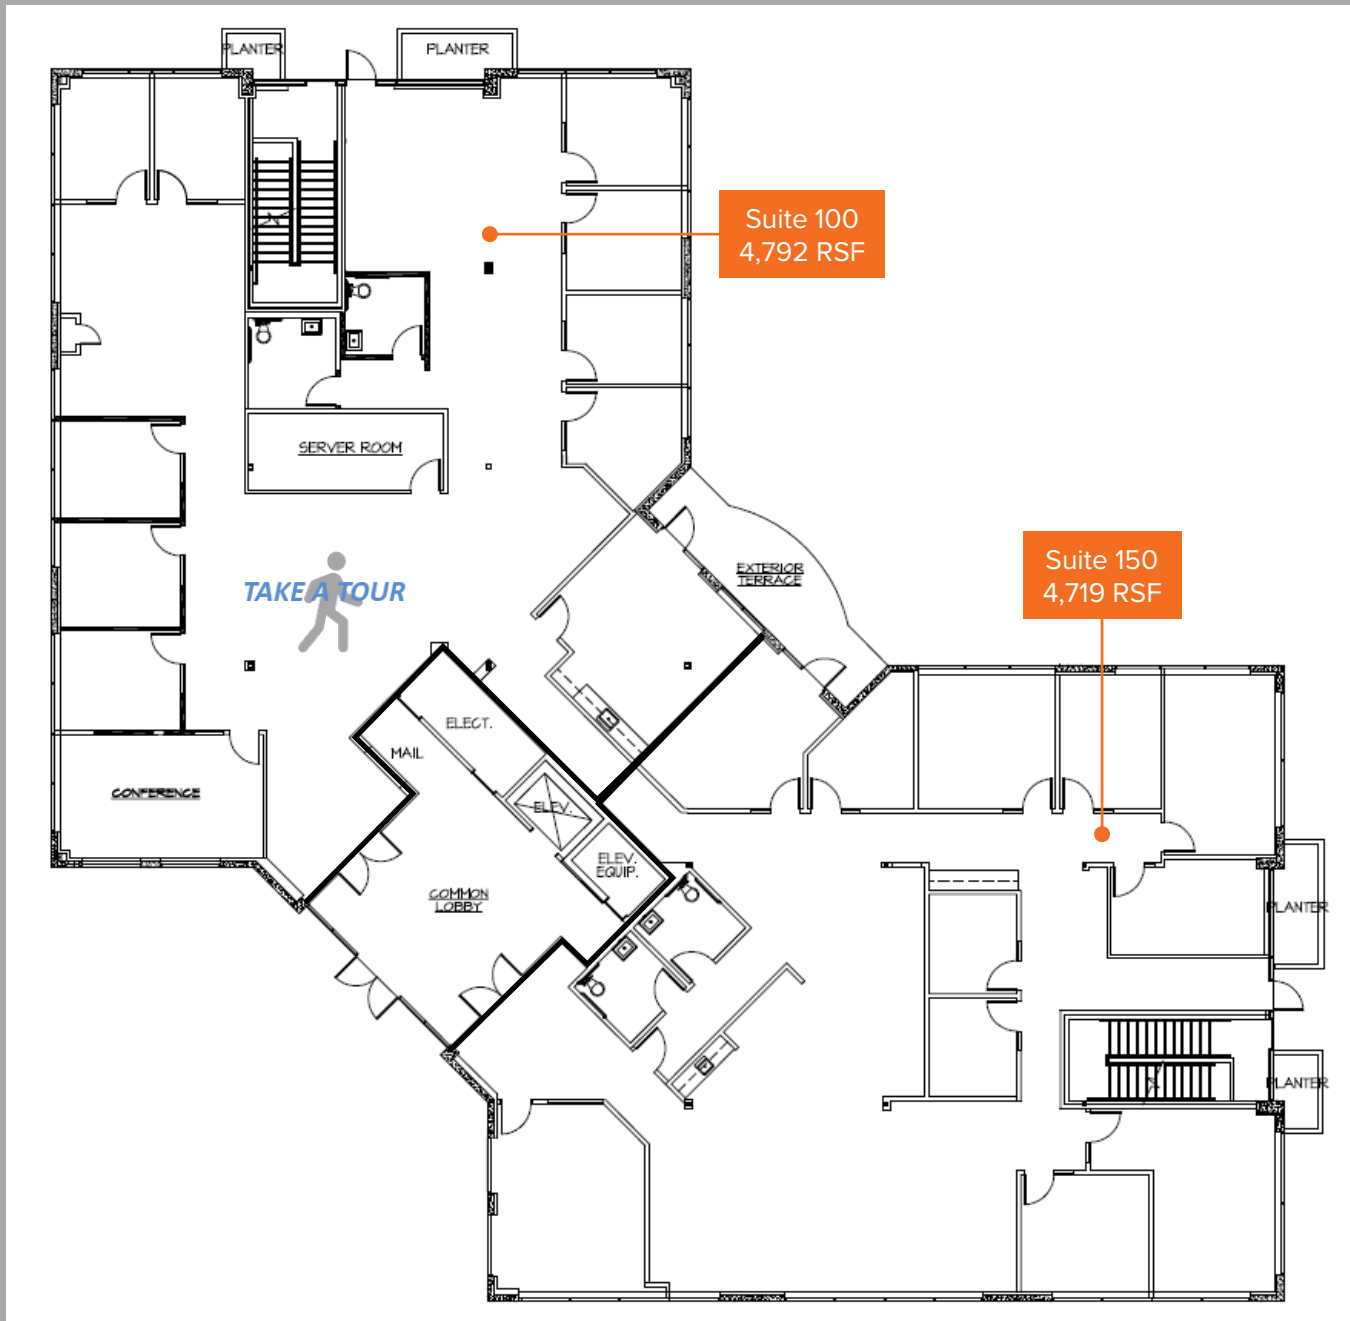 PLANTER
PLANTER
Suite 100
4,792 RSF
SERVER ROOM
TAKE A TOUR
EXTERIOR
TERRACE
Suite 150
4,719 RSF
ELECT.
MAIL
CONFERENCE
ELEV.
ELEV.
EQUIP.
COMMON
LOBBY
PLANTER
PLANTER